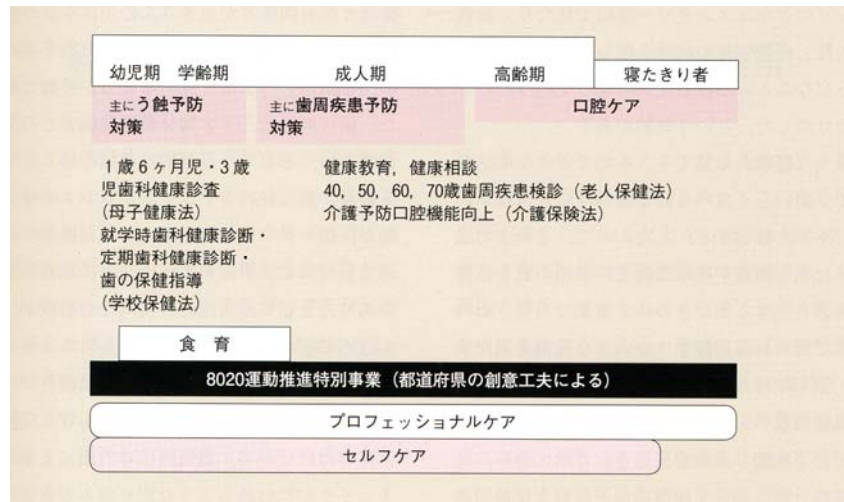 幼児期 学齢期 成人期 高齢期 寝たきり者
主にう蝕予防
対策
主に歯周疾患予防
対策
口腔ケア
1歳6ヶ月児・3歳
児歯科健康診査
(母子健康法)
就学時歯科健康診断・
定期歯科健康診断・
歯の保健指導
(学校保健法)
健康教育,健康相談
40, 50, 60, 70歳歯周疾患検診(老人保健法)
介護予防口腔機能向上(介護保険法)
食育
8020運動推進特別事業(都道府県の創意工夫による)
プロフェッショナルケア
セルフケア